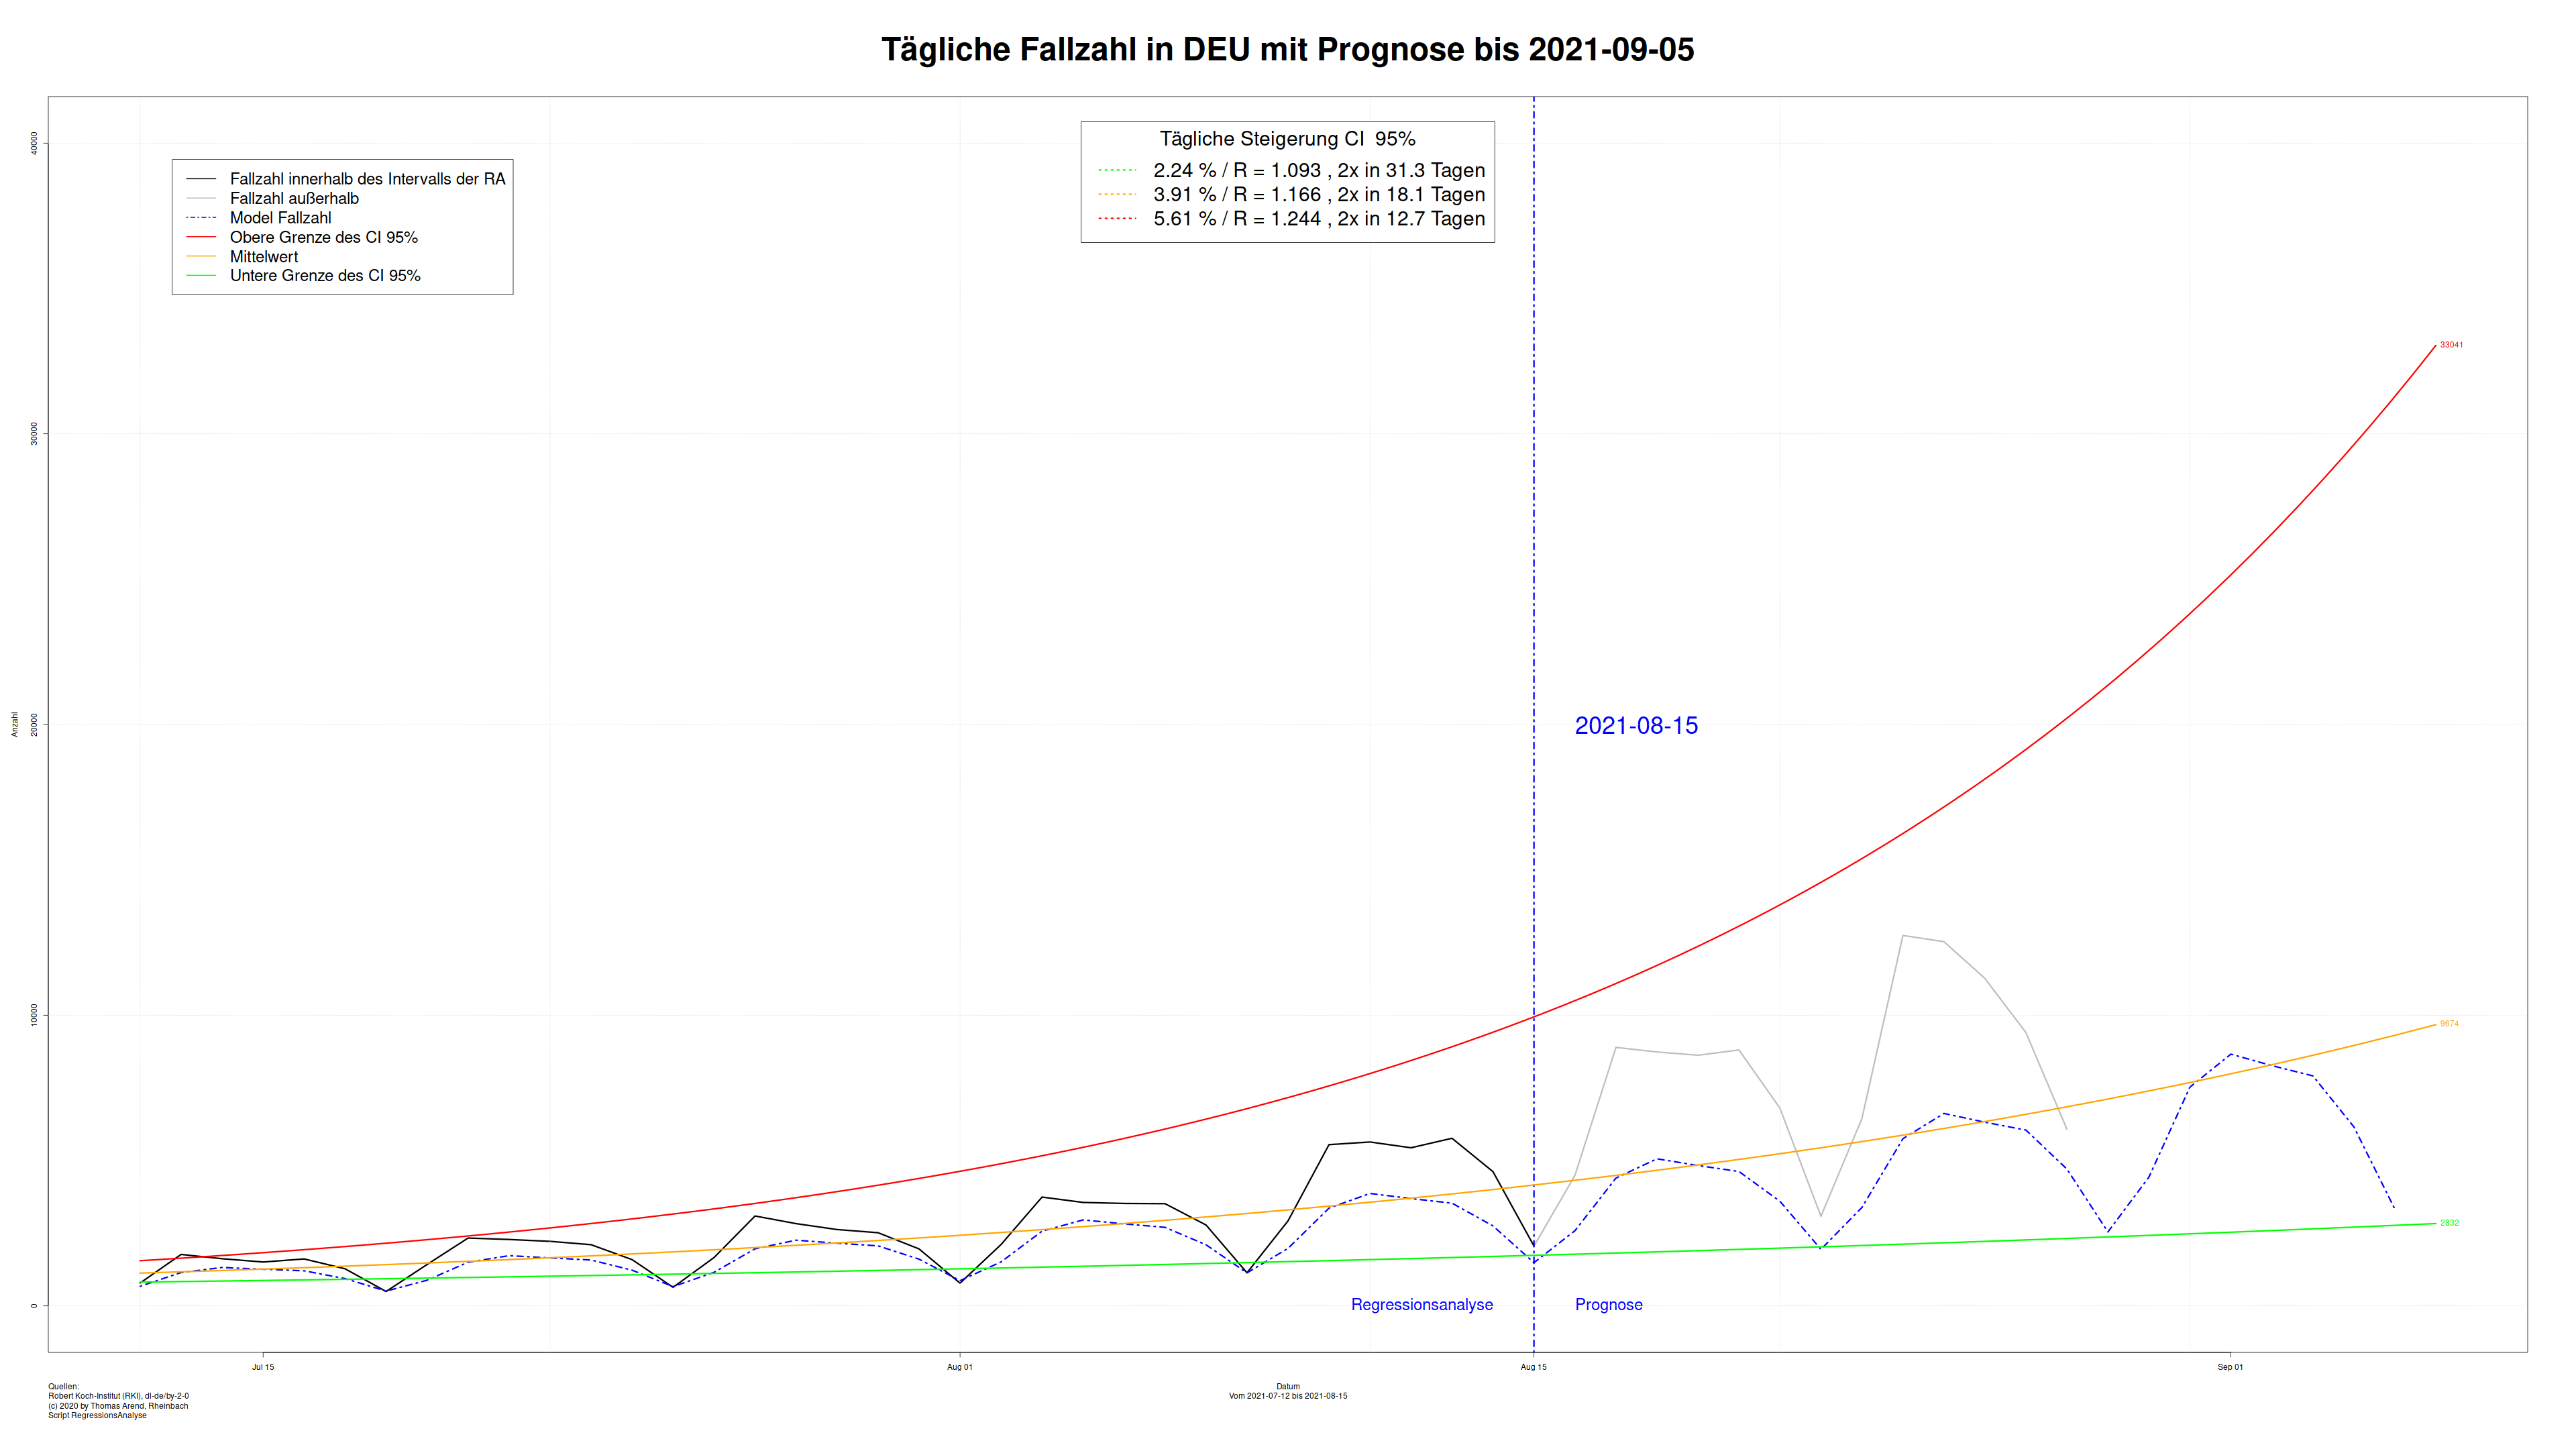 Tägliche Fallzahl in DEU mit Prognose bis 2021-09-05
Tägliche Steigerung CI  95%
2.24 % / R = 1.093 , 2x in 31.3 Tagen
3.91 % / R = 1.166 , 2x in 18.1 Tagen
5.61 % / R = 1.244 , 2x in 12.7 Tagen
Fallzahl innerhalb des Intervalls der RA
Fallzahl außerhalb
Model Fallzahl
Obere Grenze des CI 95%
Mittelwert
Untere Grenze des CI 95%
40000
30000
20000
10000
0
Anzahl
33041
2021-08-15
9674
2832
Regressionsanalyse
Prognose
Jul 15
Aug 01
Aug 15
Sep 01
Datum
Vom 2021-07-12 bis 2021-08-15
Quellen:
Robert Koch-Institut (RKI), dl-de/by-2-0
(c) 2020 by Thomas Arend, Rheinbach
Script RegressionsAnalyse